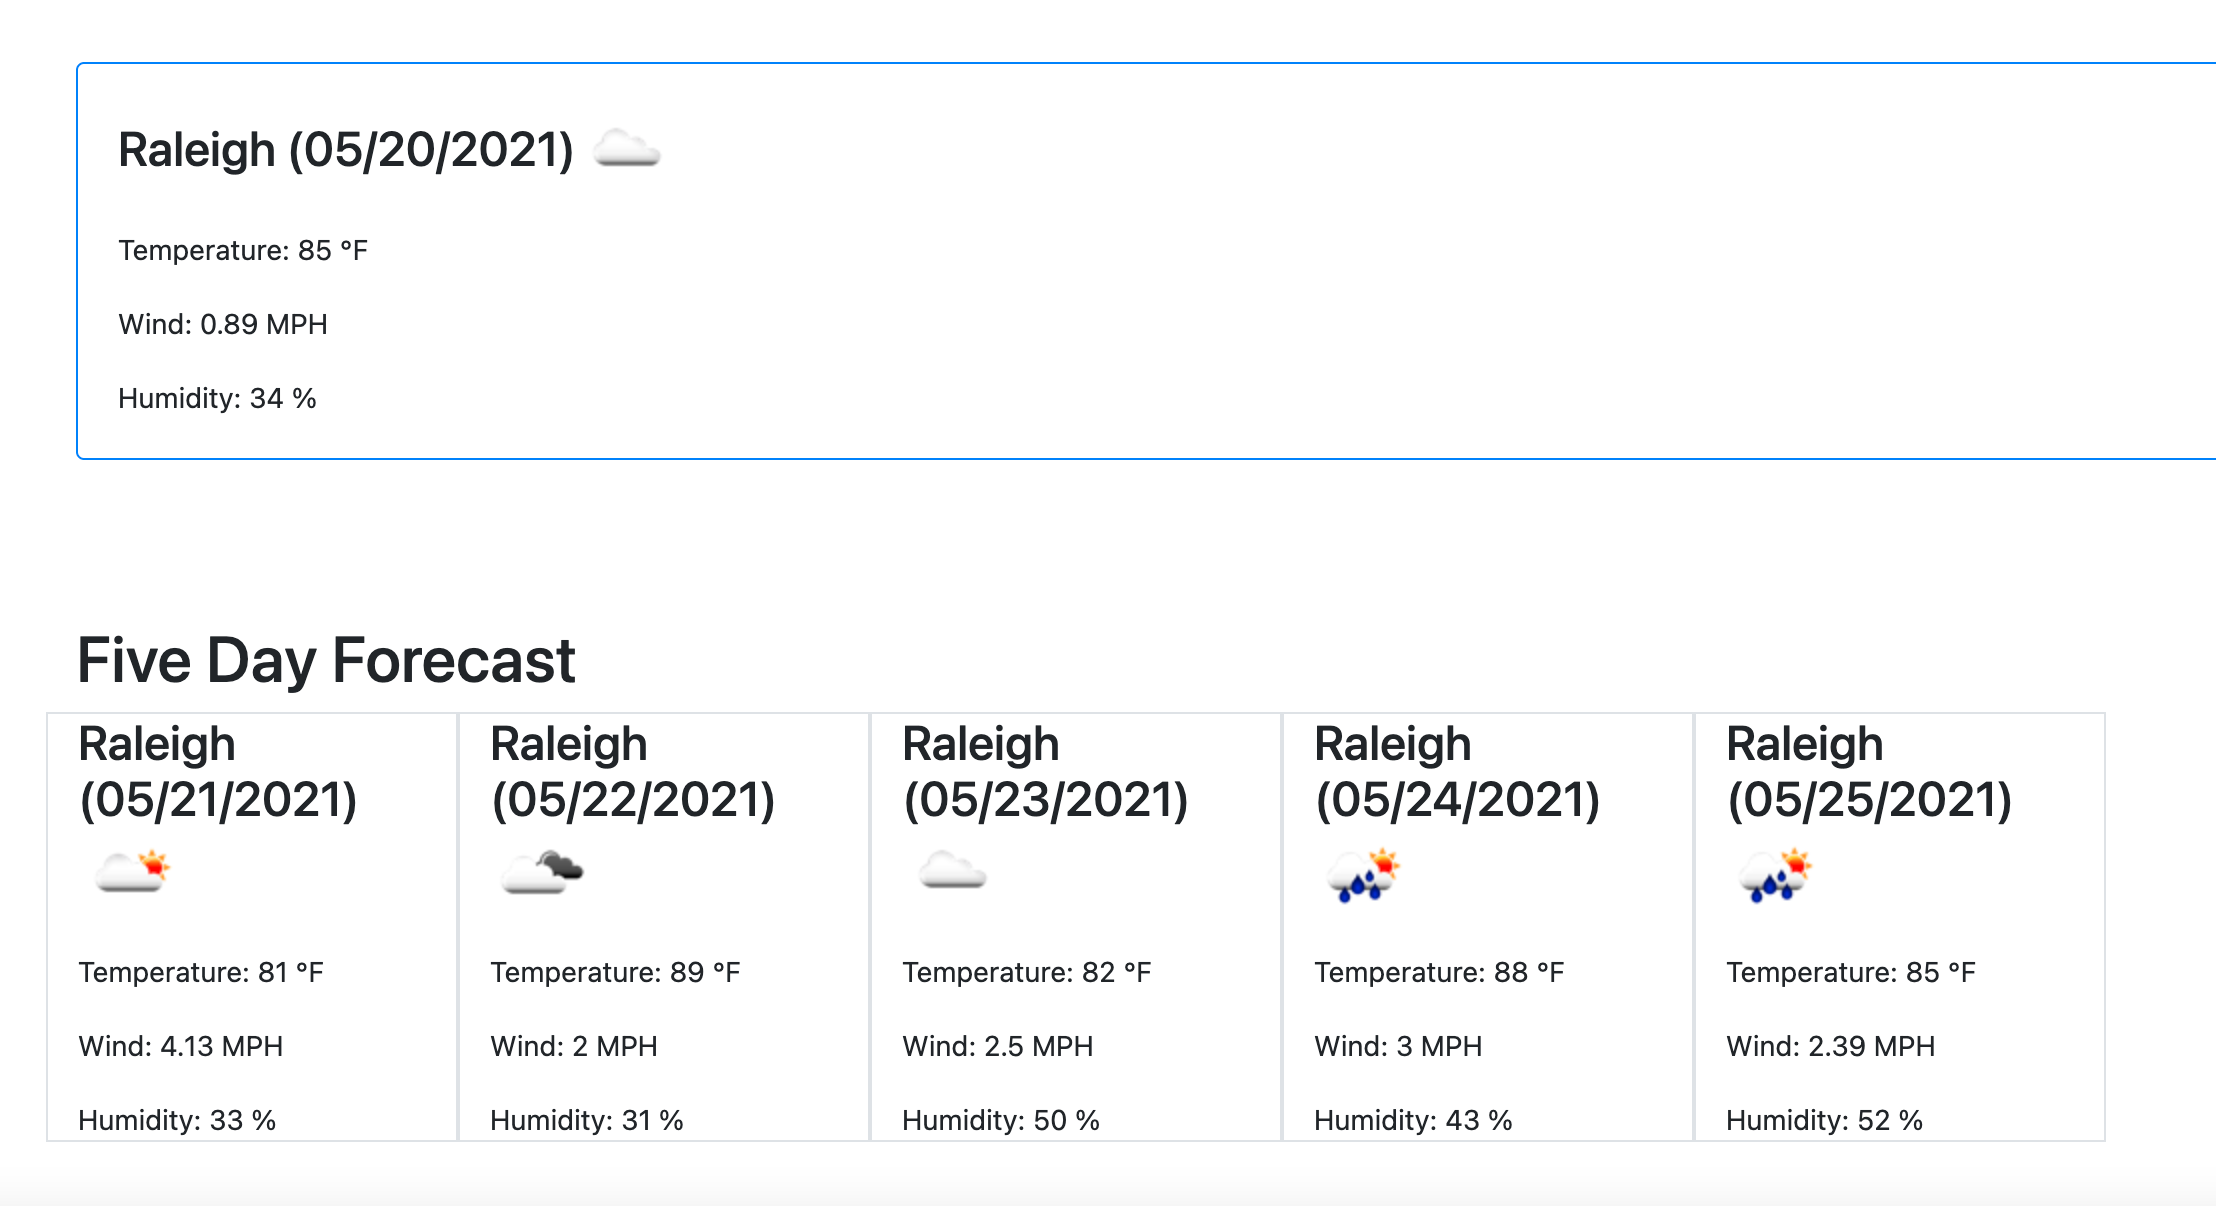 Raleigh (05/20/2021)
Temperature: 85 °F
Wind: 0.89 MPH
Humidity: 34 %
Five Day Forecast
Raleigh
(05/21/2021)
Temperature: 81 °F
Wind: 4.13 MPH
Humidity: 33 %
Raleigh
(05/22/2021)
Temperature: 89 °F
Wind: 2 MPH
Humidity: 31 %
Raleigh
(05/23/2021)
Temperature: 82 °F
Wind: 2.5 MPH
Humidity: 50 %
Raleigh
(05/24/2021)
Temperature: 88 °F
Wind: 3 MPH
Humidity: 43 %
Raleigh
(05/25/2021)
Temperature: 85 °F
Wind: 2.39 MPH
Humidity: 52 %